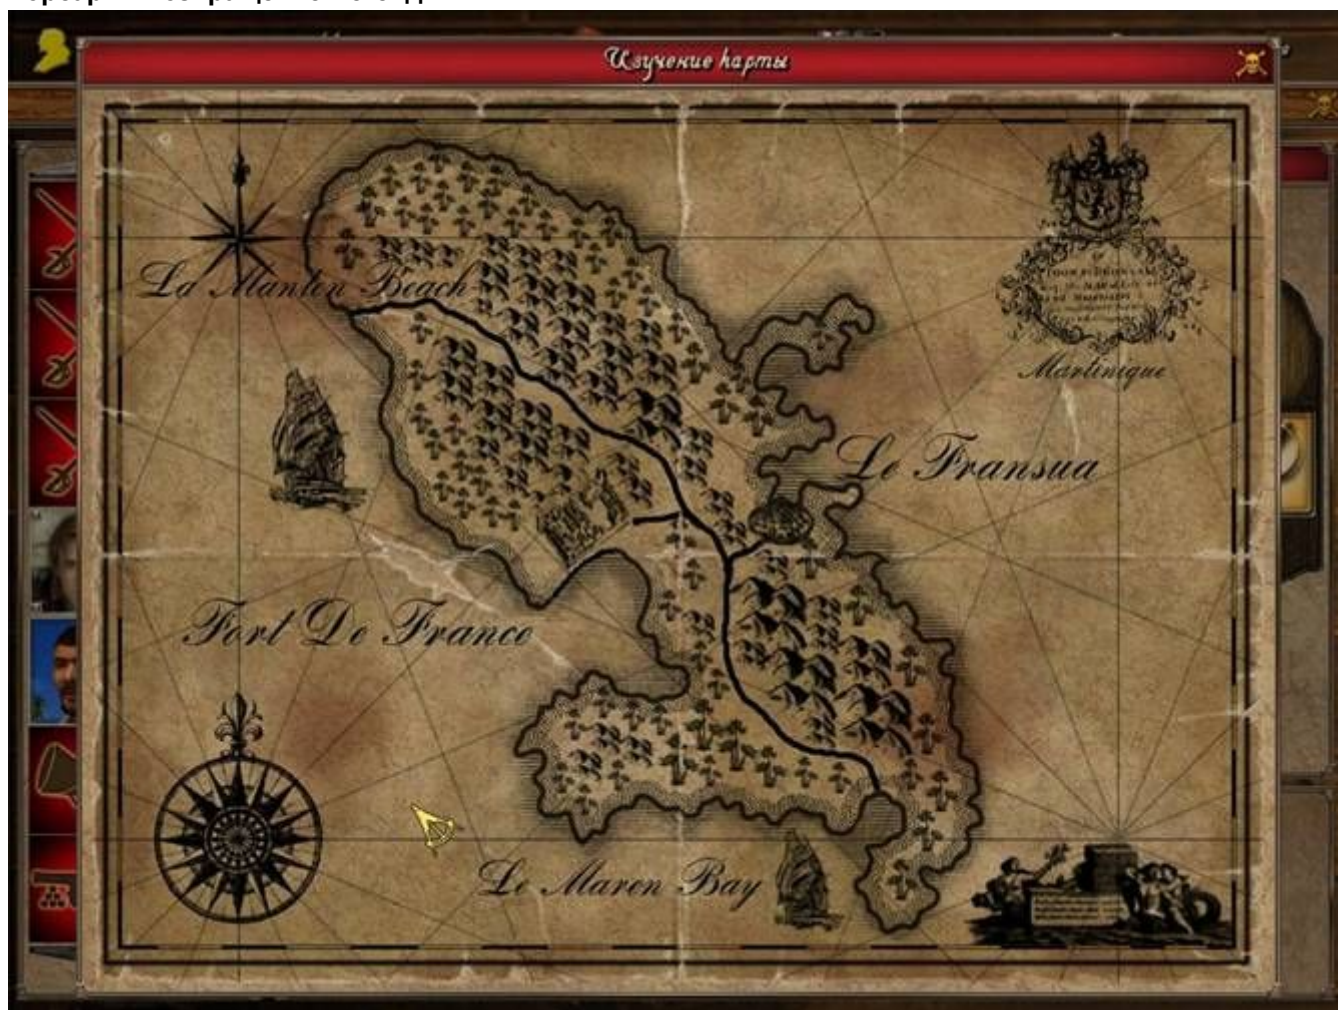 Изучение карты
La Manten Beach
Martinique
Le Fransua
Fort De France
Le Maren Bay